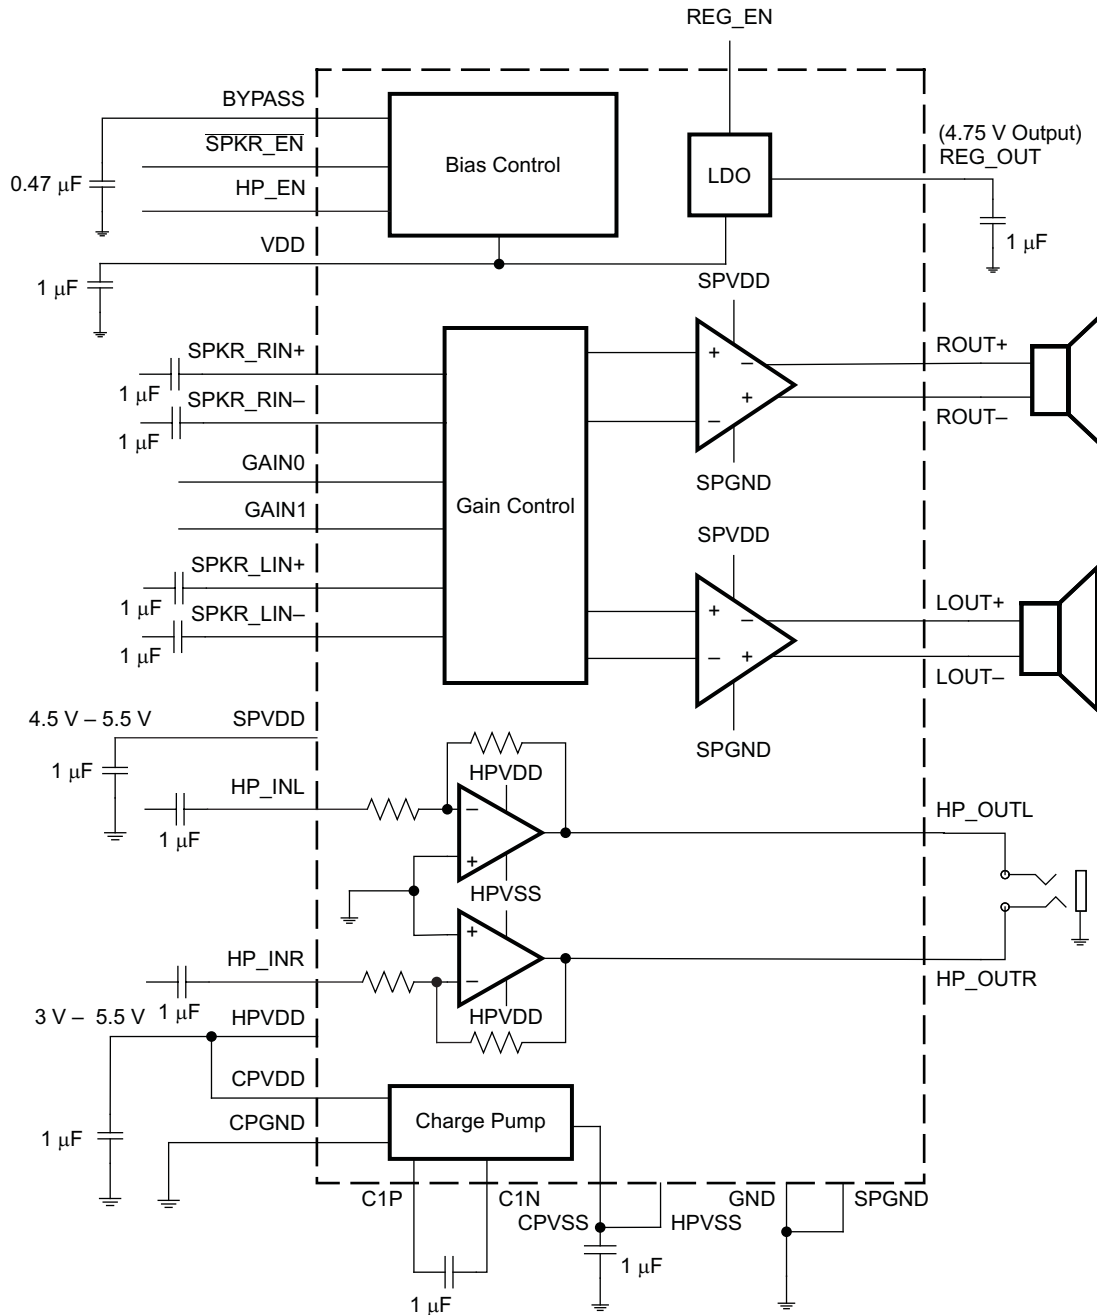 REG_EN
BYPASS
SPKR_EN
HP_EN
0.47 μF
VDD
1 μF
Bias Control
LDO
(4.75 V Output)
REG_OUT
1 μF
SPVDD
SPKR_RIN+
1 μF
SPKR_RIN–
1 μF
GAIN0
GAIN1
SPKR_LIN+
1 μF
SPKR_LIN–
1 μF
Gain Control
+
–
–
+
ROUT+
ROUT–
SPGND
SPVDD
+
–
–
+
LOUT+
LOUT–
SPGND
4.5 V – 5.5 V
SPVDD
1 μF
HP_INL
1 μF
HPVDD
–
+
HPVSS
+
–
HPVDD
HP_OUTL
HP_OUTR
HP_INR
1 μF
3 V – 5.5 V
HPVDD
CPVDD
CPGND
1 μF
Charge Pump
C1P
C1N
1 μF
CPVSS
HPVSS
1 μF
GND
SPGND